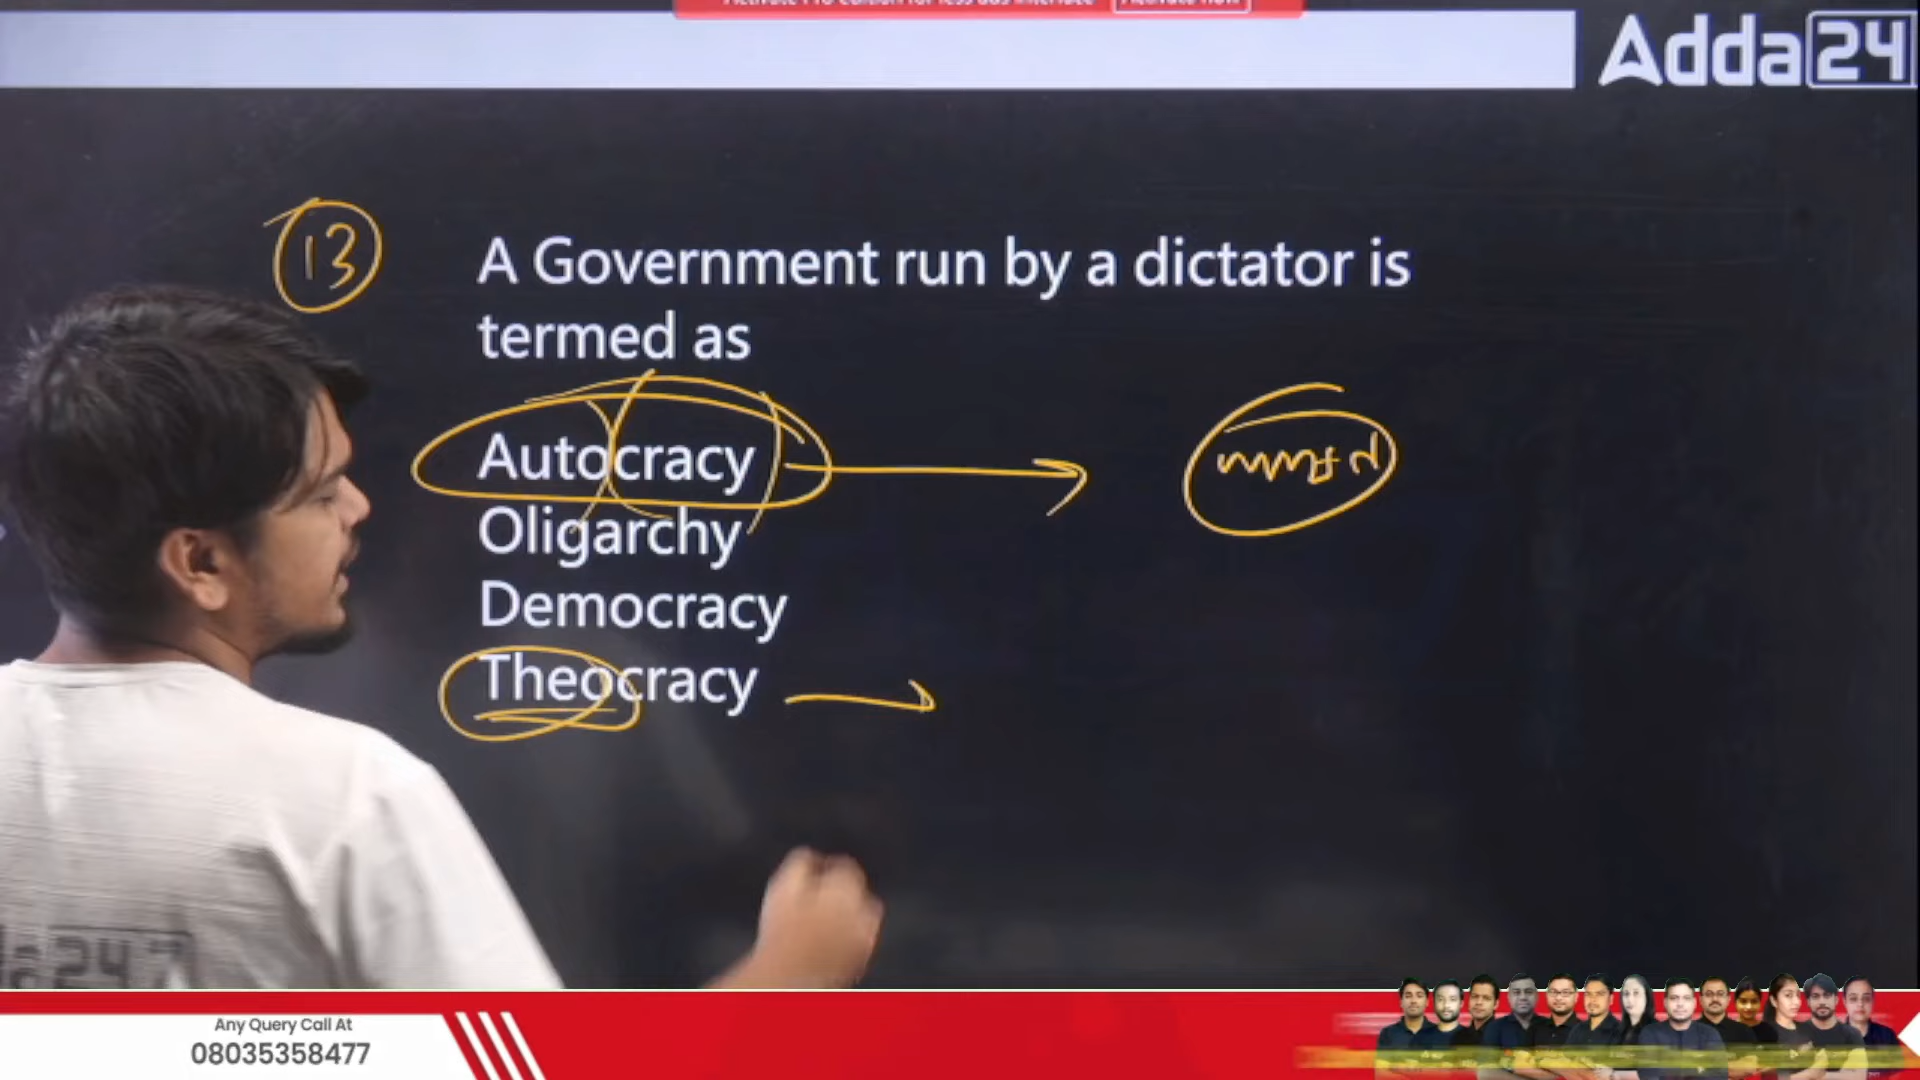 Adda24
13
A Government run by a dictator is
termed as
Autocracy
Oligarchy
Democracy
Theocracy
Any Query Call At
08035358477